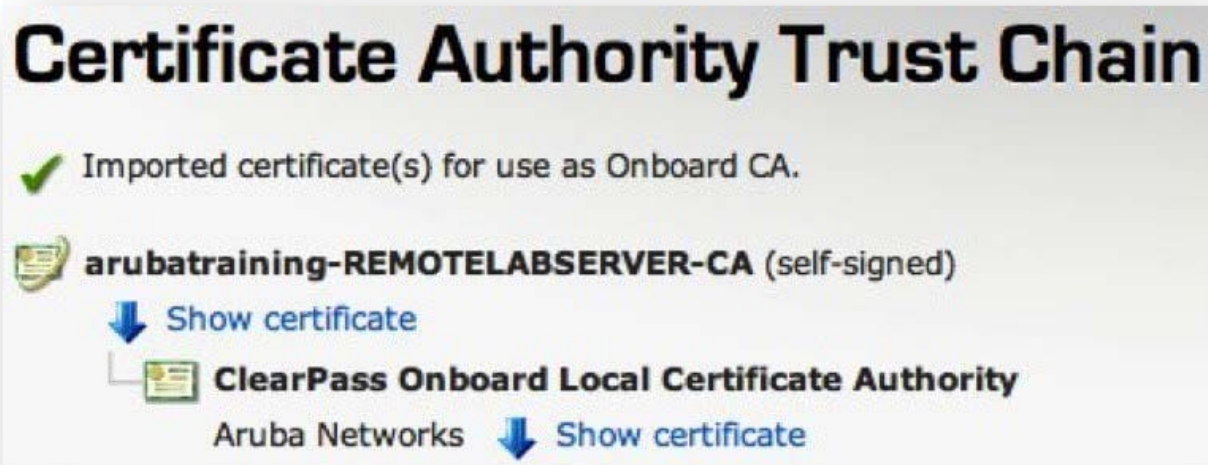 Certificate Authority Trust Chain
Imported certificate(s) for use as Onboard CA.
arubatraining-REMOTELABSERVER-CA (self-signed)
Show certificate
ClearPass Onboard Local Certificate Authority
Aruba Networks Show certificate